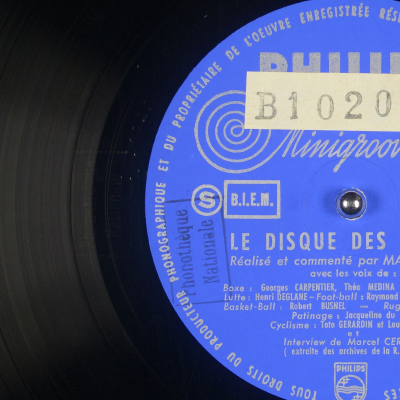 TOUS DROITS DU PRODUCTEUR PHONOGRAPHIQUE ET DU PROPRIÉTAIRE DE L'OEUVRE ENREGISTRÉE RÉS
PHILI
B1020
Minigroov
S B.I.E.M.
Phonothèque
Nationale
LE DISQUE DES
Réalisé et commenté par MA
avec les voix de :
Boxe : Georges CARPENTIER, Théo MEDINA
Lutte : Henri DEGLANE - Foot-ball : Raymond
Basket-Ball : Robert BUSNEL — Rug
Patinage : Jacqueline du
Cyclisme : Toto GERARDIN et Lou
et
Interview de Marcel CER
( extraite des archives de la R.
PHILIPS